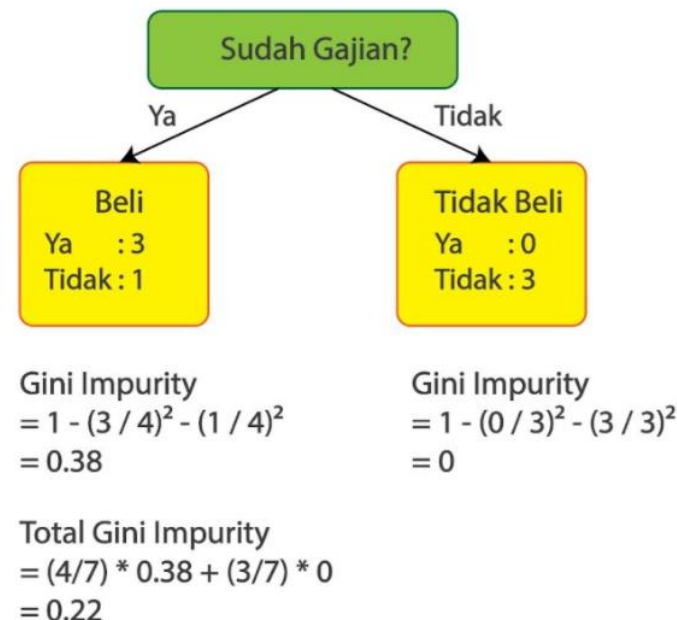 Sudah Gajian?
Ya
Tidak
Beli
Ya : 3
Tidak : 1
Tidak Beli
Ya : 0
Tidak : 3
Gini Impurity
= 1 - (3 / 4)² - (1 / 4)²
= 0.38
Gini Impurity
= 1 - (0 / 3)² - (3 / 3)²
= 0
Total Gini Impurity
= (4/7) * 0.38 + (3/7) * 0
= 0.22